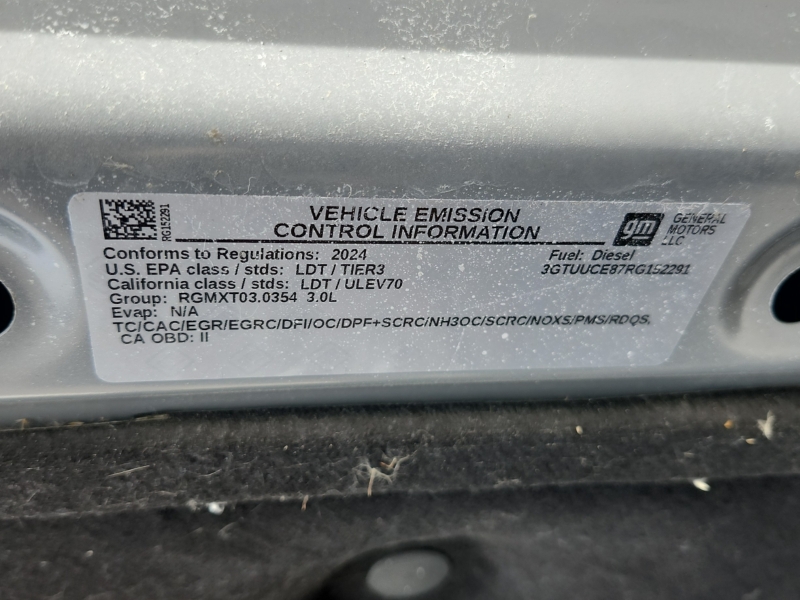 RG152291
VEHICLE EMISSION
CONTROL INFORMATION
gm
GENERAL
MOTORS
LLC
Conforms to Regulations: 2024
Fuel: Diesel
U.S. EPA class / stds: LDT / TIER3
3GTUUCE87RG152291
California class / stds: LDT / ULEV70
Group: RGMXT03.0354 3.0L
Evap: N/A
TC/CAC/EGR/EGRC/DFI/OC/DPF+SCRC/NH3OC/SCRC/NOXS/PMS/RDQS,
CA OBD: II